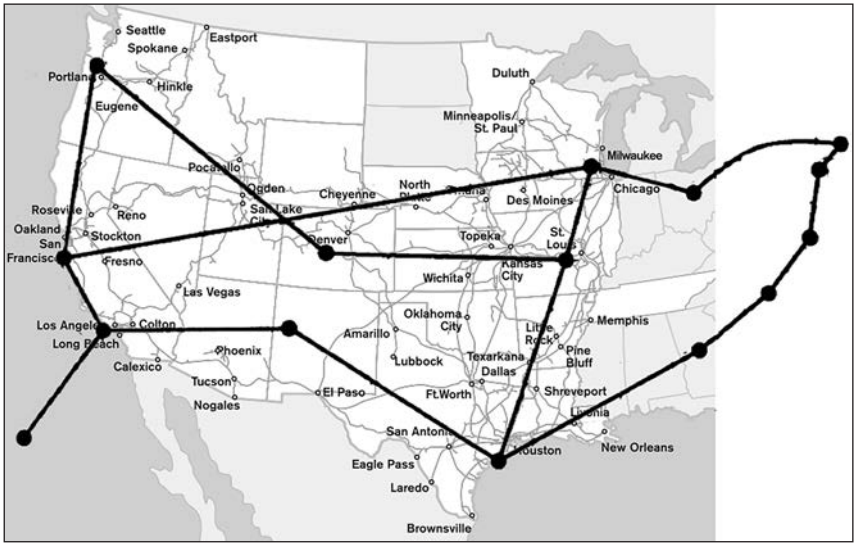 Seattle
Eastport
Spokane
Portland
Hinkle
Eugene
Duluth
Minneapolis/
St. Paul
Milwaukee
Chicago
Pocatello
Ogden
Cheyenne
North
Des Moines
Roseville
Reno
Salt Lake
Oakland
Stockton
San
Francisco
Fresno
Denver
Topeka
St.
Louis
Kansas
City
Wichita
Las Vegas
Los Angeles
Colton
Long Beach
Calexico
Phoenix
Tucson
Nogales
El Paso
Amarillo
Lubbock
Oklahoma
City
Little
Rock
Memphis
Pine
Bluff
Texarkana
Dallas
Ft.Worth
Shreveport
Livonia
New Orleans
San Antonio
Houston
Eagle Pass
Laredo
Brownsville